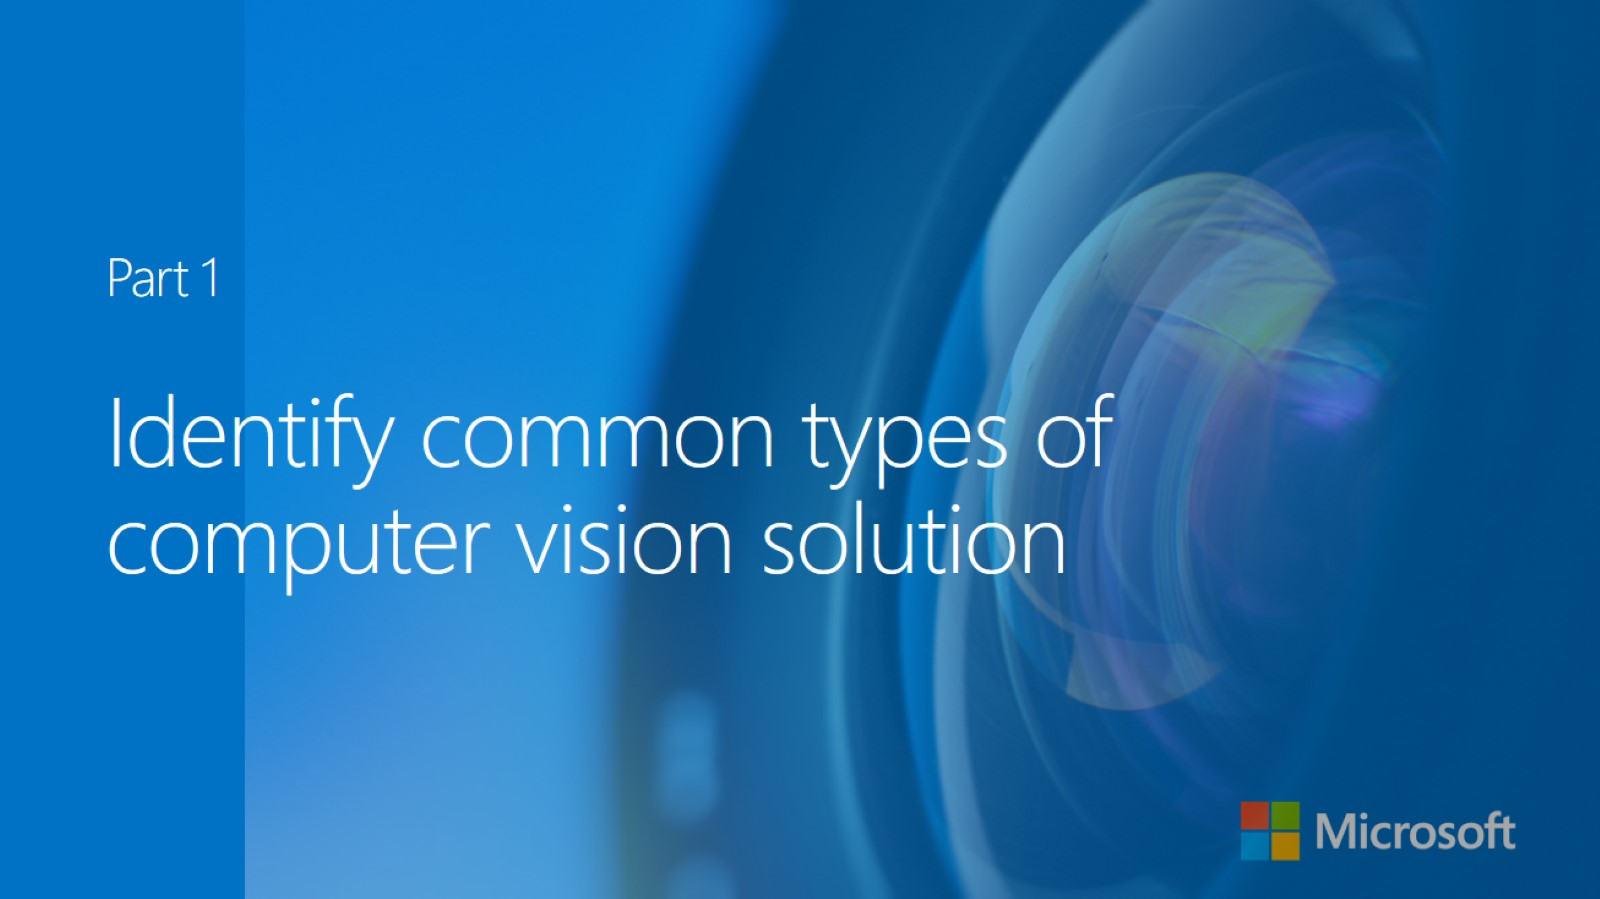 Part 1
Identify common types of
computer vision solution
Microsoft